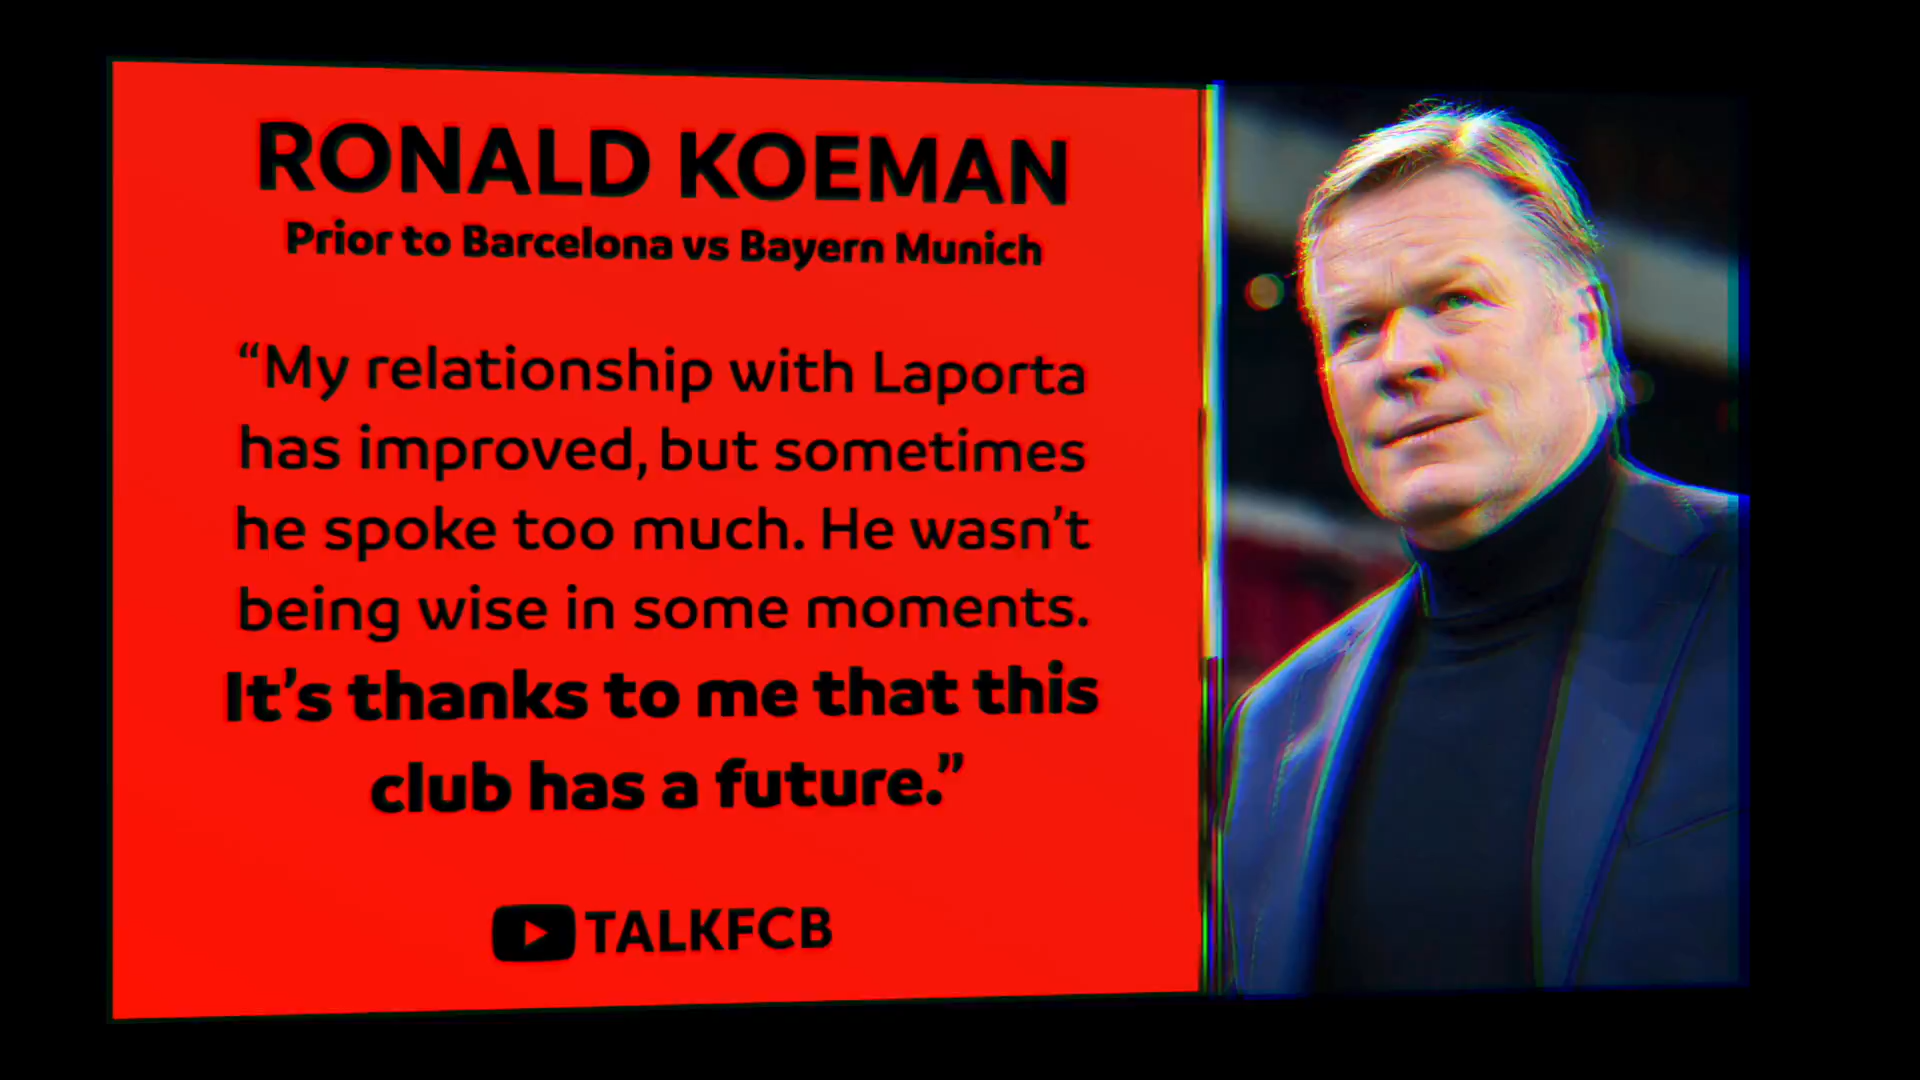 RONALD KOEMAN
Prior to Barcelona vs Bayern Munich
“My relationship with Laporta
has improved, but sometimes
he spoke too much. He wasn’t
being wise in some moments.
It’s thanks to me that this
club has a future.”
TALKFCB